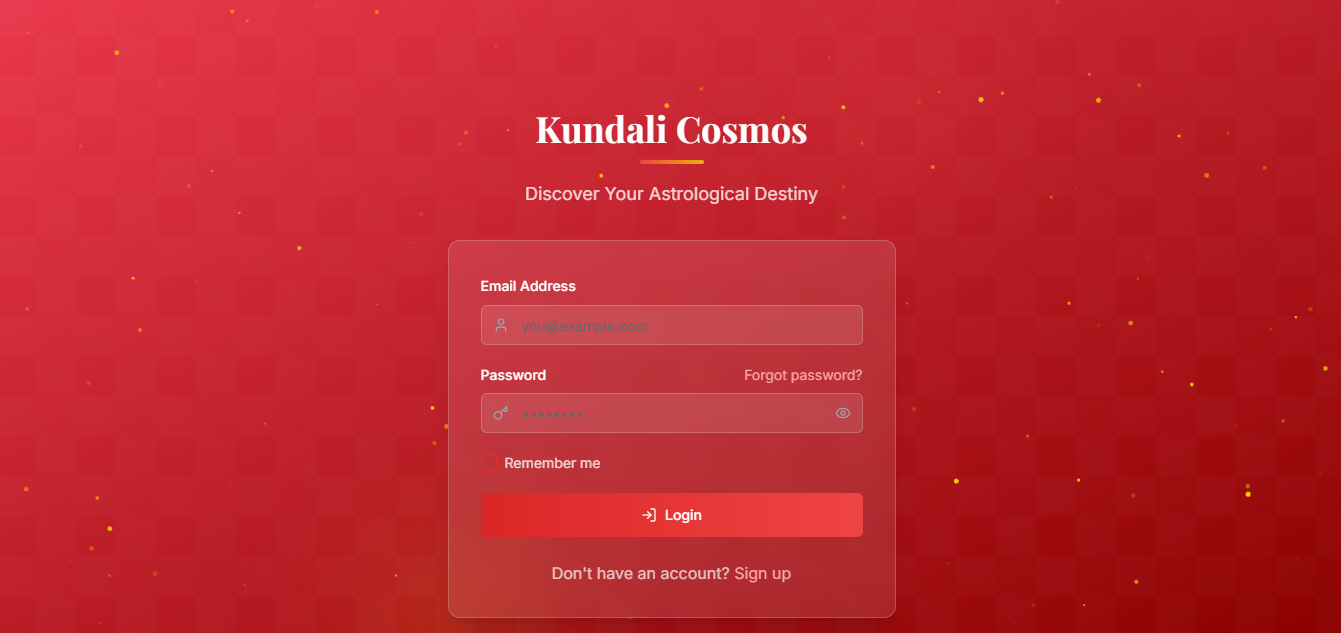 Kundali Cosmos
Discover Your Astrological Destiny
Email Address
you@example.com
Password
Forgot password?
••••••••
Remember me
Login
Don't have an account? Sign up